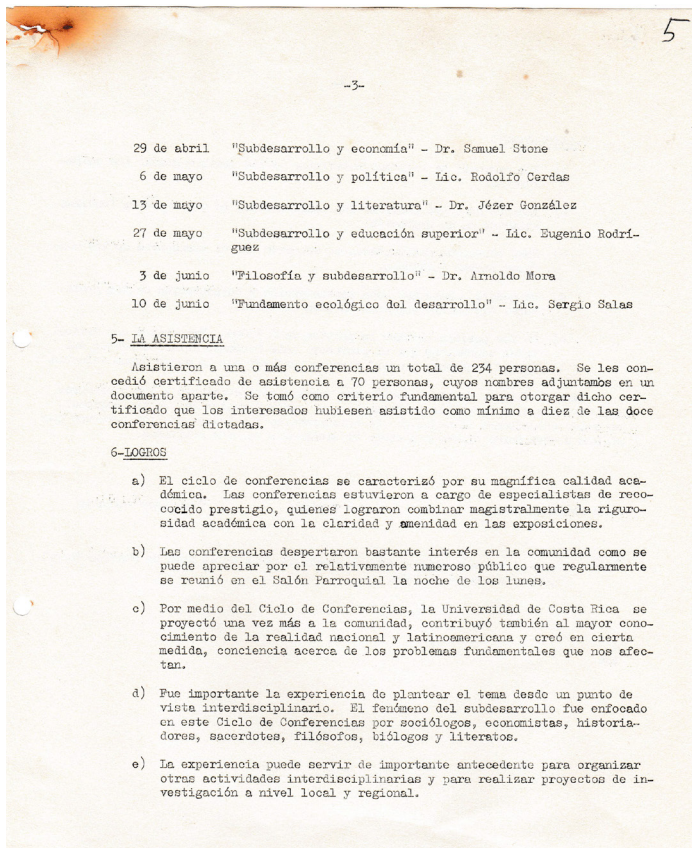 5
-3-
29 de abril "Subdesarrollo y economía" - Dr. Samuel Stone
6 de mayo "Subdesarrollo y política" - Lic. Rodolfo Cerdas
13 de mayo "Subdesarrollo y literatura" - Dr. Jézer González
27 de mayo "Subdesarrollo y educación superior" - Lic. Eugenio Rodrí-
guez
3 de junio "Filosofía y subdesarrollo" - Dr. Arnoldo Mora
10 de junio "Fundamento ecológico del desarrollo" - Lic. Sergio Salas
5- LA ASISTENCIA
Asistieron a una o más conferencias un total de 234 personas. Se les con-
cedió certificado de asistencia a 70 personas, cuyos nombres adjuntambs en un
documento aparte. Se tomó como criterio fundamental para otorgar dicho cer-
tificado que los interesados hubiesen asistido como mínimo a diez de las doce
conferencias dictadas.
6-LOGROS
a) El ciclo de conferencias se caracterizó por su magnífica calidad aca-
démica. Las conferencias estuvieron a cargo de especialistas de reco-
cocido prestigio, quienes lograron combinar magistralmente la riguro-
sidad académica con la claridad y amenidad en las exposiciones.
b) Las conferencias despertaron bastante interés en la comunidad como se
puede apreciar por el relativamente numeroso público que regularmente
se reunió en el Salón Parroquial la noche de los lunes.
c) Por medio del Ciclo de Conferencias, la Universidad de Costa Rica se
proyectó una vez más a la comunidad, contribuyó también al mayor cono-
cimiento de la realidad nacional y latinoamericana y creó en cierta
medida, conciencia acerca de los problemas fundamentales que nos afec-
tan.
d) Fue importante la experiencia de plantear el tema desde un punto de
vista interdisciplinario. El fenómeno del subdesarrollo fue enfocado
en este Ciclo de Conferencias por sociólogos, economistas, historia-
dores, sacerdotes, filósofos, biólogos y literatos.
e) La experiencia puede servir de importante antecedente para organizar
otras actividades interdisciplinarias y para realizar proyectos de in-
vestigación a nivel local y regional.